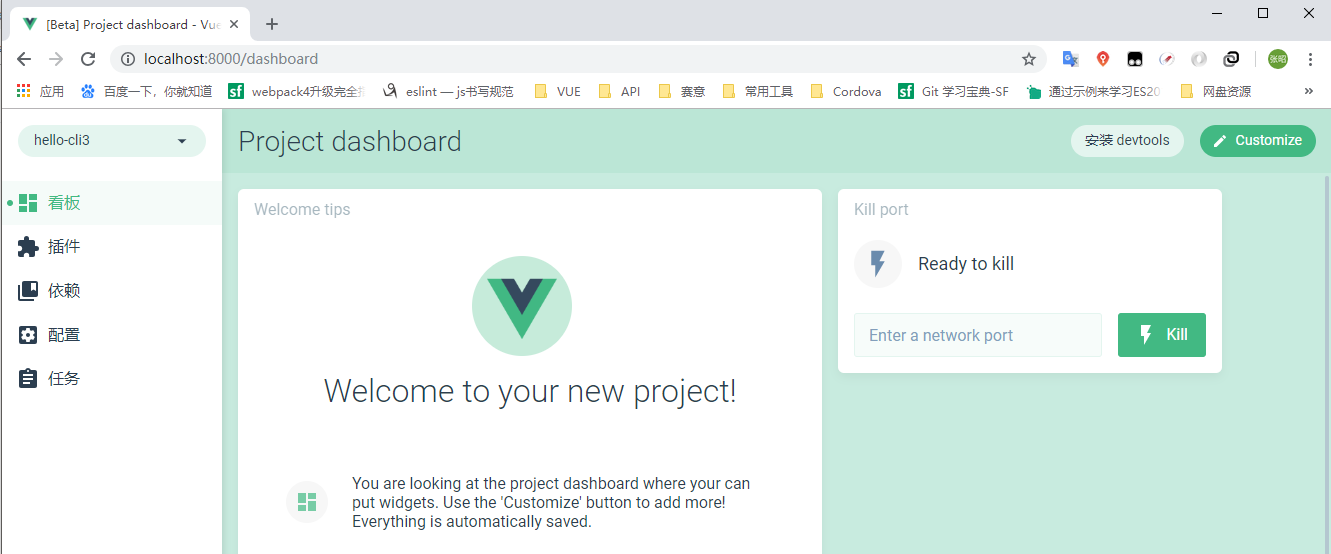 [Beta] Project dashboard - Vue
localhost:8000/dashboard
张昭
应用 百度一下，你就知道 webpack4升级完全指 eslint — js书写规范 VUE API 赛意 常用工具 Cordova Git 学习宝典-SF 通过示例来学习ES20 网盘资源 »
hello-cli3
Project dashboard
安装 devtools
Customize
看板
插件
依赖
配置
任务
Welcome tips
Welcome to your new project!
You are looking at the project dashboard where your can
put widgets. Use the 'Customize' button to add more!
Everything is automatically saved.
Kill port
Ready to kill
Enter a network port
Kill